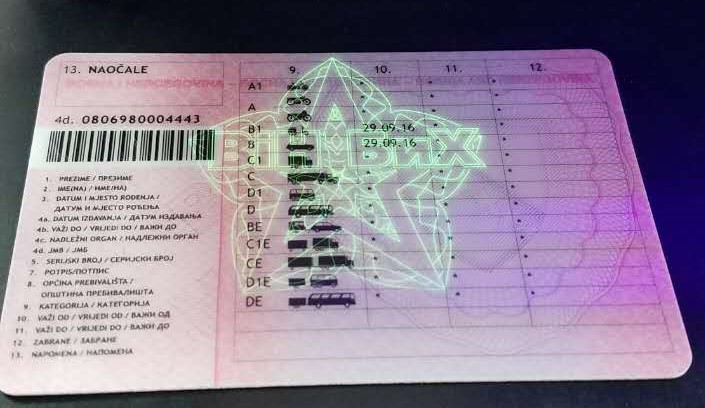 13. NAOČALE
9. 10. 11. 12.
BOSNA I HERCEGOVINA
4d. 0806980004443
A1
A
B1 29.09.16
B 29.09.16
C1
C
D1
D
BE
C1E
CE
D1E
DE
BIH БИХ
1. PREZIME / ПРЕЗИМЕ
2. IME(NA) / ИМЕ(НА)
3. DATUM I MJESTO ROĐENJA /
ДАТУМ И МЈЕСТО РОЂЕЊА
4a. DATUM IZDAVANJA / ДАТУМ ИЗДАВАЊА
4b. VAŽI DO / VRIJEDI DO / ВАЖИ ДО
4c. NADLEŽNI ORGAN / НАДЛЕЖНИ ОРГАН
4d. JMB / ЈМБ
5. SERIJSKI BROJ / СЕРИЈСКИ БРОЈ
7. POTPIS/ПОТПИС
8. OPĆINA PREBIVALIŠTA /
ОПШТИНА ПРЕБИВАЛИШТА
9. KATEGORIJA / КАТЕГОРИЈА
10. VAŽI OD / VRIJEDI OD / ВАЖИ ОД
11. VAŽI DO / VRIJEDI DO / ВАЖИ ДО
12. ZABRANE / ЗАБРАНЕ
13. NAPOMENA / НАПОМЕНА